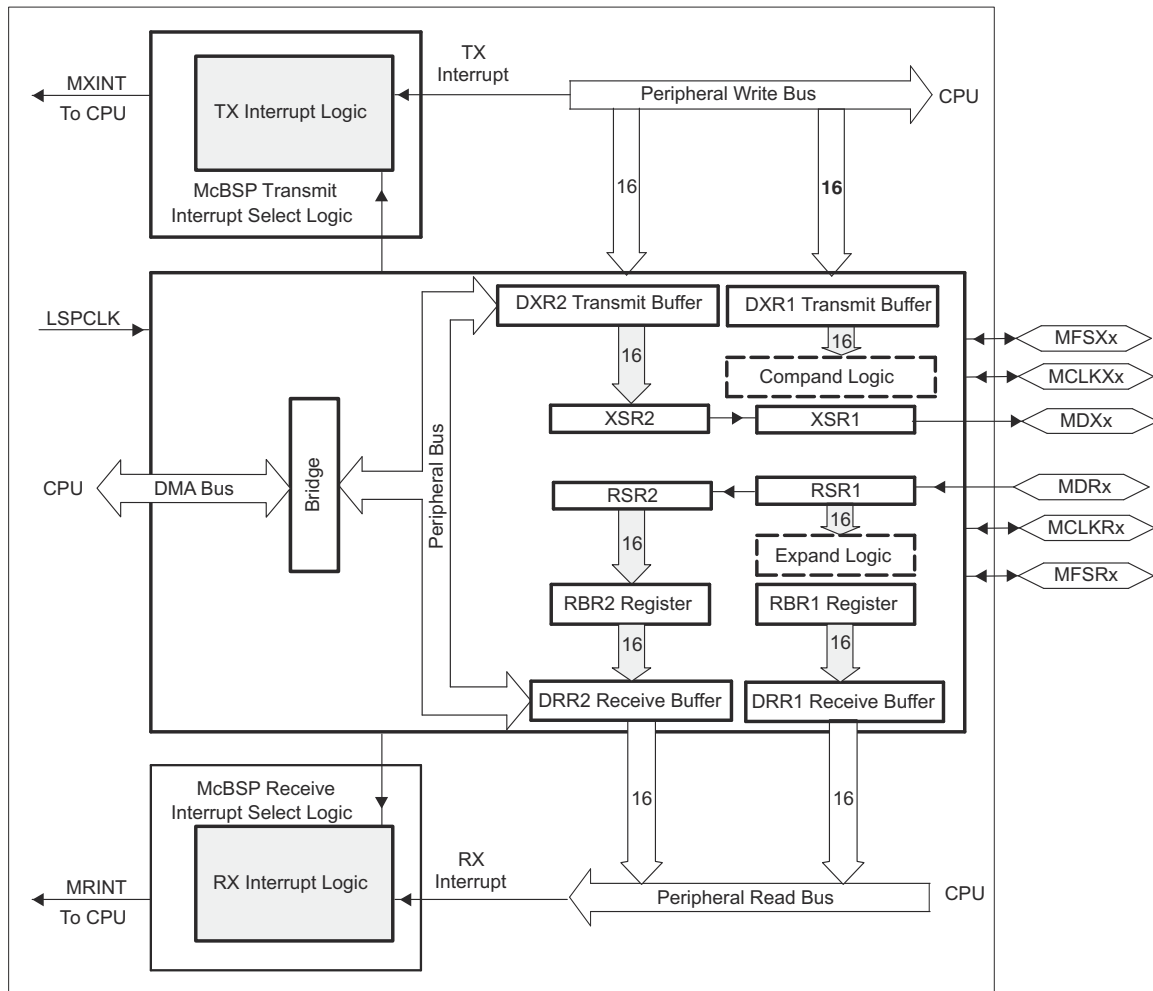 TX
Interrupt
MXINT
To CPU
TX Interrupt Logic
Peripheral Write Bus
CPU
McBSP Transmit
Interrupt Select Logic
16
16
LSPCLK
DXR2 Transmit Buffer
DXR1 Transmit Buffer
16
16
Compand Logic
MFSXx
MCLKXx
XSR2
XSR1
MDXx
CPU
DMA Bus
Bridge
Peripheral Bus
RSR2
RSR1
MDRx
16
16
Expand Logic
MCLKRx
MFSRx
RBR2 Register
RBR1 Register
16
16
DRR2 Receive Buffer
DRR1 Receive Buffer
McBSP Receive
Interrupt Select Logic
16
16
RX Interrupt Logic
RX
Interrupt
MRINT
To CPU
Peripheral Read Bus
CPU